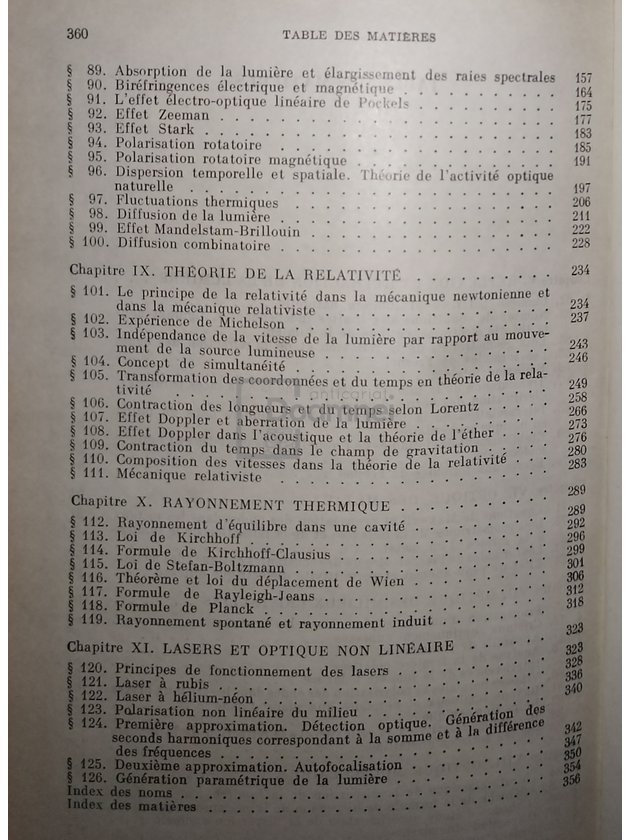 360 TABLE DES MATIÈRES
§ 89. Absorption de la lumière et élargissement des raies spectrales 157
§ 90. Biréfringences électrique et magnétique . . . . . . . . . . 164
§ 91. L'effet électro-optique linéaire de Pockels . . . . . . . . . . 175
§ 92. Effet Zeeman . . . . . . . . . . 177
§ 93. Effet Stark . . . . . . . . . . 183
§ 94. Polarisation rotatoire . . . . . . . . . . 185
§ 95. Polarisation rotatoire magnétique . . . . . . . . . . 191
§ 96. Dispersion temporelle et spatiale. Théorie de l'activité optique
naturelle . . . . . . . . . . 197
§ 97. Fluctuations thermiques . . . . . . . . . . 206
§ 98. Diffusion de la lumière . . . . . . . . . . 211
§ 99. Effet Mandelstam-Brillouin . . . . . . . . . . 222
§ 100. Diffusion combinatoire . . . . . . . . . . 228
Chapitre IX. THÉORIE DE LA RELATIVITÉ . . . . . . . . . . 234
§ 101. Le principe de la relativité dans la mécanique newtonienne et
dans la mécanique relativiste . . . . . . . . . . 234
§ 102. Expérience de Michelson . . . . . . . . . . 237
§ 103. Indépendance de la vitesse de la lumière par rapport au mouve-
ment de la source lumineuse . . . . . . . . . . 243
§ 104. Concept de simultanéité . . . . . . . . . . 246
§ 105. Transformation des coordonnées et du temps en théorie de la rela-
tivité . . . . . . . . . . 249
§ 106. Contraction des longueurs et du temps selon Lorentz . . . . 258
§ 107. Effet Doppler et aberration de la lumière . . . . . . . . 266
§ 108. Effet Doppler dans l'acoustique et la théorie de l'éther . . . . 273
§ 109. Contraction du temps dans le champ de gravitation . . . . 276
§ 110. Composition des vitesses dans la théorie de la relativité . . . 280
§ 111. Mécanique relativiste . . . . . . . . . . 283
Chapitre X. RAYONNEMENT THERMIQUE . . . . . . . . . . 289
§ 112. Rayonnement d'équilibre dans une cavité . . . . . . . . . . 289
§ 113. Loi de Kirchhoff . . . . . . . . . . 292
§ 114. Formule de Kirchhoff-Clausius . . . . . . . . . . 296
§ 115. Loi de Stefan-Boltzmann . . . . . . . . . . 299
§ 116. Théorème et loi du déplacement de Wien . . . . . . . . . . 301
§ 117. Formule de Rayleigh-Jeans . . . . . . . . . . 306
§ 118. Formule de Planck . . . . . . . . . . 312
§ 119. Rayonnement spontané et rayonnement induit . . . . . . . . 318
Chapitre XI. LASERS ET OPTIQUE NON LINÉAIRE . . . . . . 323
§ 120. Principes de fonctionnement des lasers . . . . . . . . . . 323
§ 121. Laser à rubis . . . . . . . . . . 328
§ 122. Laser à hélium-néon . . . . . . . . . . 336
§ 123. Polarisation non linéaire du milieu . . . . . . . . . . 340
§ 124. Première approximation. Détection optique. Génération des
seconds harmoniques correspondant à la somme et à la différence
des fréquences . . . . . . . . . . 342
§ 125. Deuxième approximation. Autofocalisation . . . . . . . . . . 347
§ 126. Génération paramétrique de la lumière . . . . . . . . . . 350
Index des noms . . . . . . . . . . 354
Index des matières . . . . . . . . . . 356
anticariat